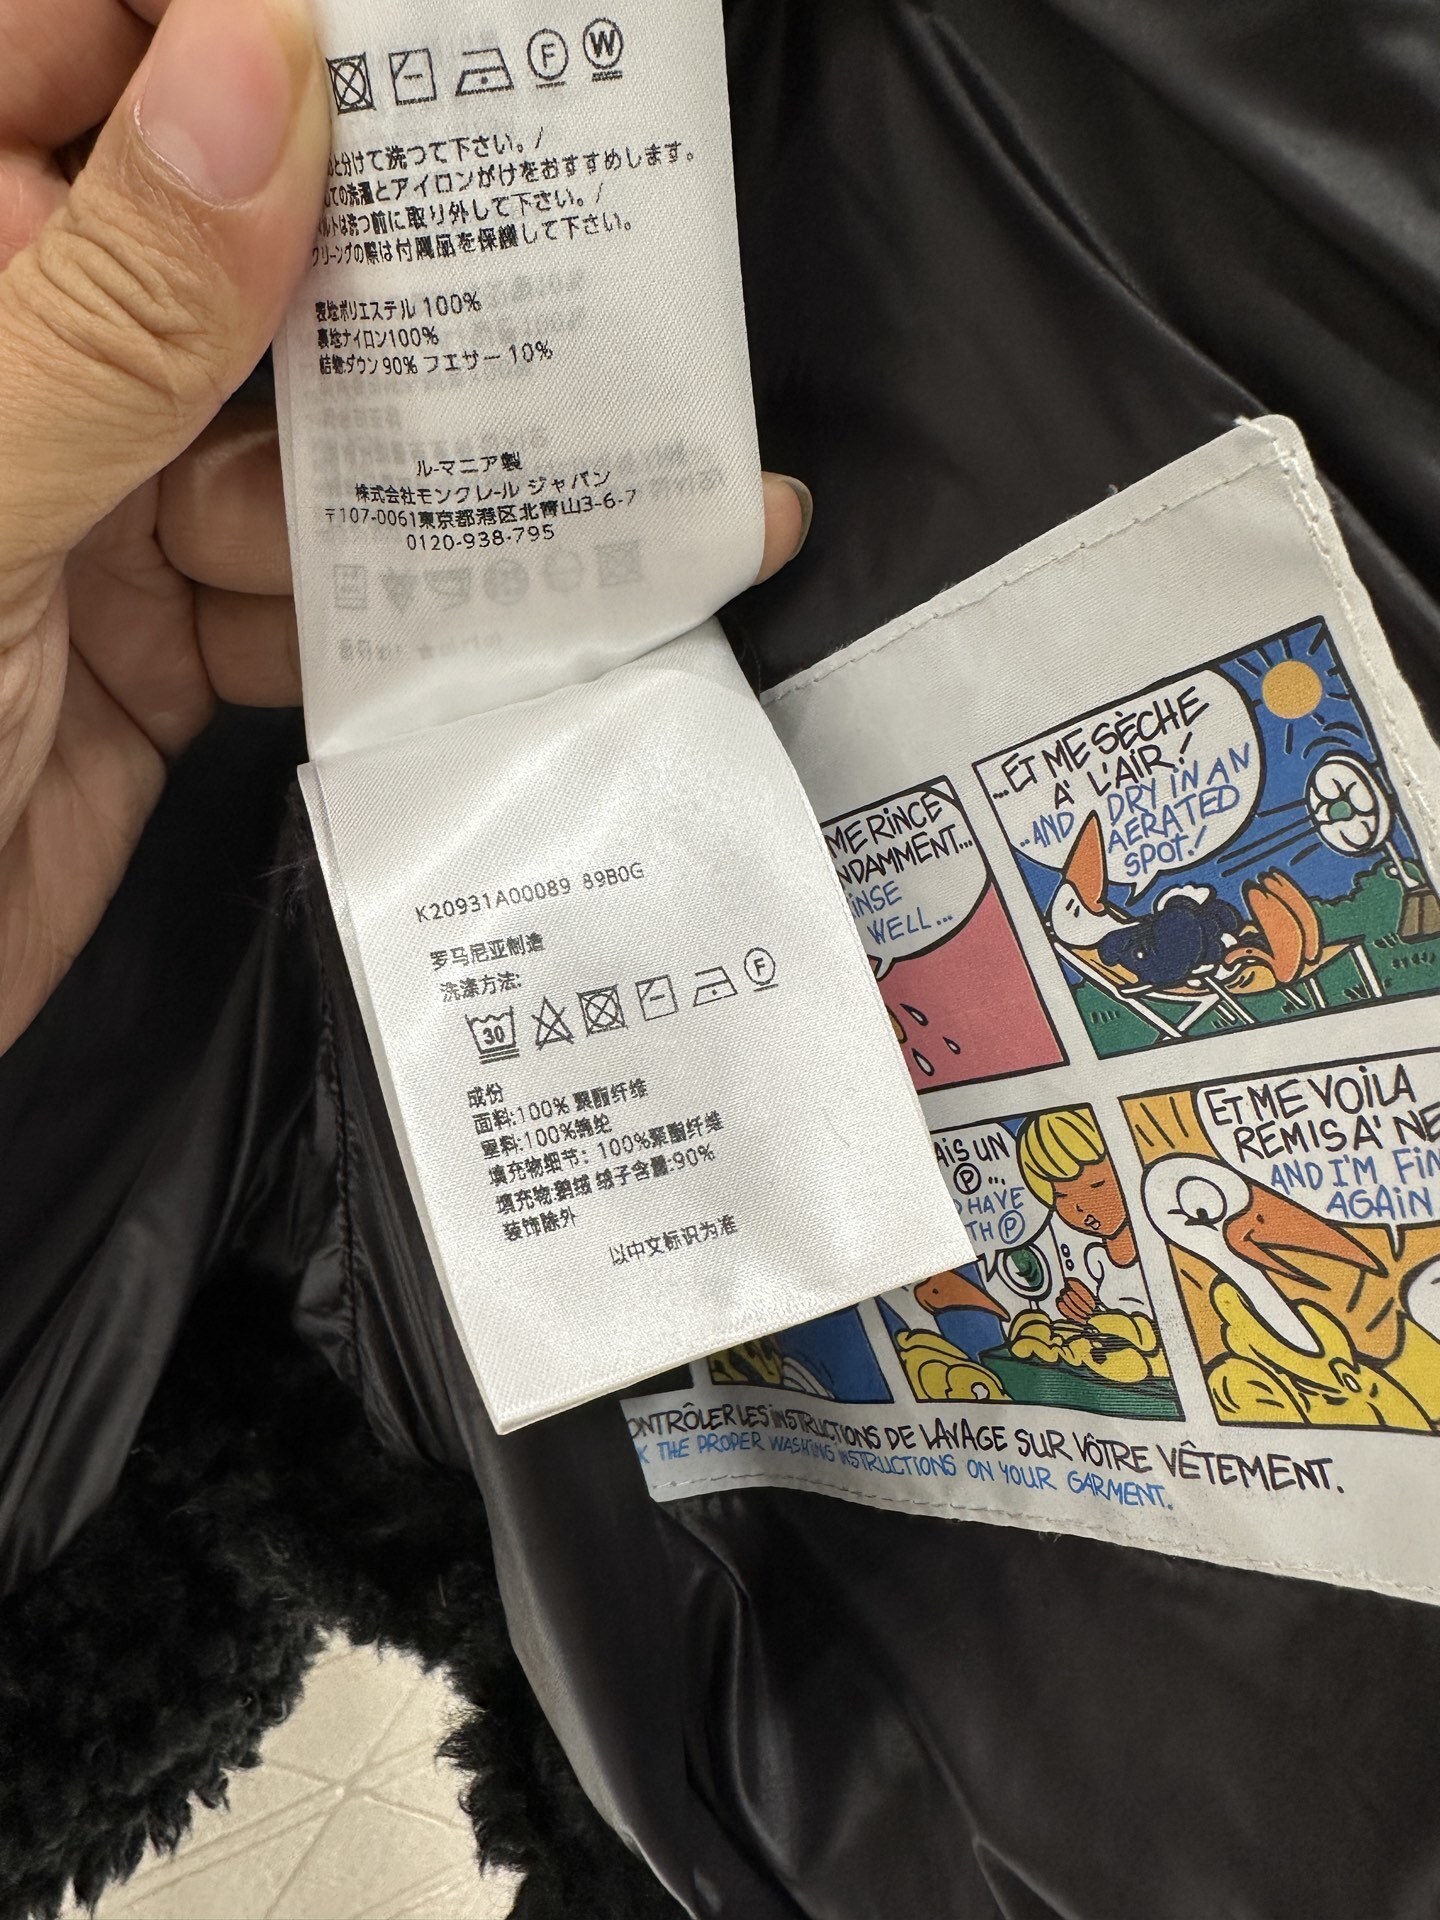 F
W
と分けて洗つて下さい。/
ての洗濯とアイロンがけをおすすめします。
ルトは洗つ前に取り外して下さい。/
クリーングの際は付属品を保護して下さい。
表地ポリエステル 100%
裏地ナイロン100%
詰物ダウン 90% フエザー 10%
ル-マニア製
株式会社モンクレール ジャパン
〒107-0061東京都港区北青山3-6-7
0120-938-795
K20931A00089 89B0G
罗马尼亚制造
洗涤方法:
30
F
成份
面料:100% 聚酯纤维
里料:100%锦纶
填充物细节: 100%聚酯纤维
填充物:鹅绒 绒子含量:90%
装饰除外
以中文标识为准
ME RINCE
NDAMMENT...
INSE
WELL...
...ET ME SÈCHE
A' L'AIR!
..AND DRY IN AN
AERATED
SPOT.!
AIS UN
P...
HAVE
TH P
ET ME VOILA
REMIS A' NE
AND I'M FIN
AGAIN
ONTRÔLER LES INSTRUCTIONS DE LAVAGE SUR VÔTRE VÊTEMENT.
K THE PROPER WASHING INSTRUCTIONS ON YOUR GARMENT.